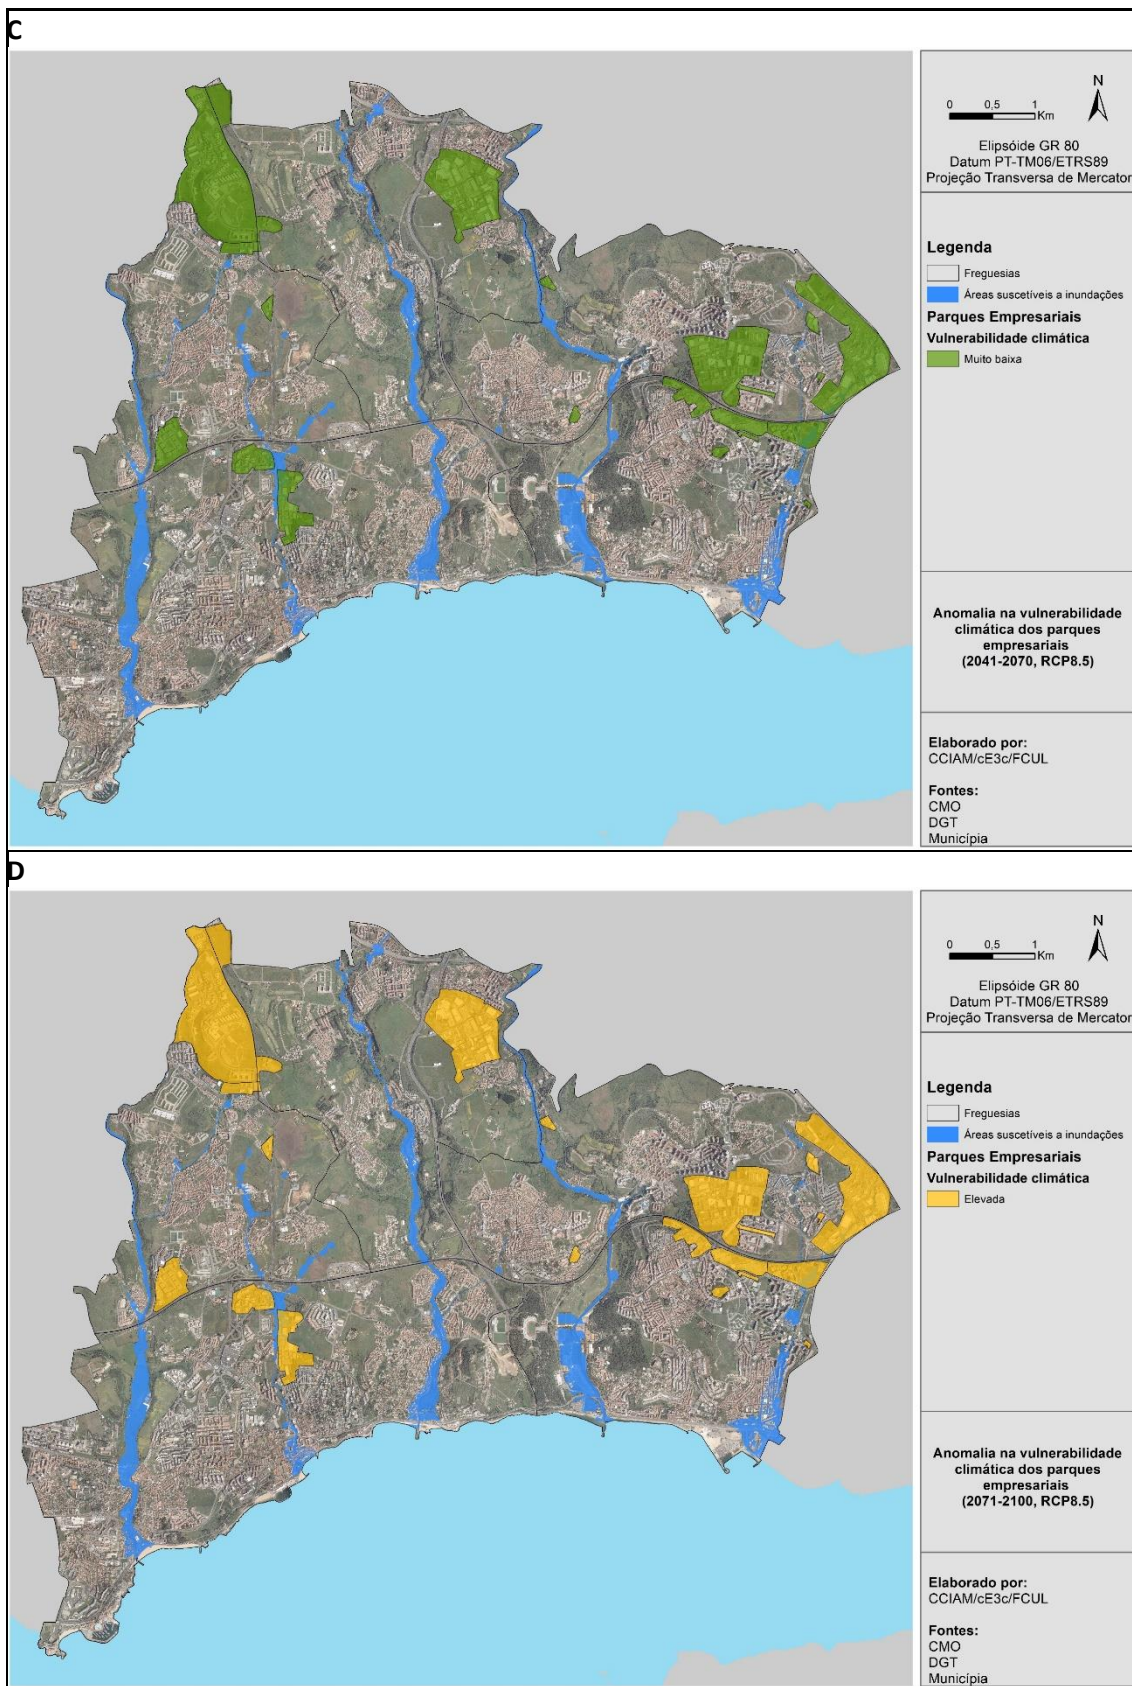 C
N
0 0,5 1
Km
Elipsóide GR 80
Datum PT-TM06/ETRS89
Projeção Transversa de Mercator
Legenda
Freguesias
Áreas suscetíveis a inundações
Parques Empresariais
Vulnerabilidade climática
Muito baixa
Anomalia na vulnerabilidade
climática dos parques
empresariais
(2041-2070, RCP8.5)
Elaborado por:
CCIAM/cE3c/FCUL
Fontes:
CMO
DGT
Municípia
D
N
0 0,5 1
Km
Elipsóide GR 80
Datum PT-TM06/ETRS89
Projeção Transversa de Mercator
Legenda
Freguesias
Áreas suscetíveis a inundações
Parques Empresariais
Vulnerabilidade climática
Elevada
Anomalia na vulnerabilidade
climática dos parques
empresariais
(2071-2100, RCP8.5)
Elaborado por:
CCIAM/cE3c/FCUL
Fontes:
CMO
DGT
Municípia